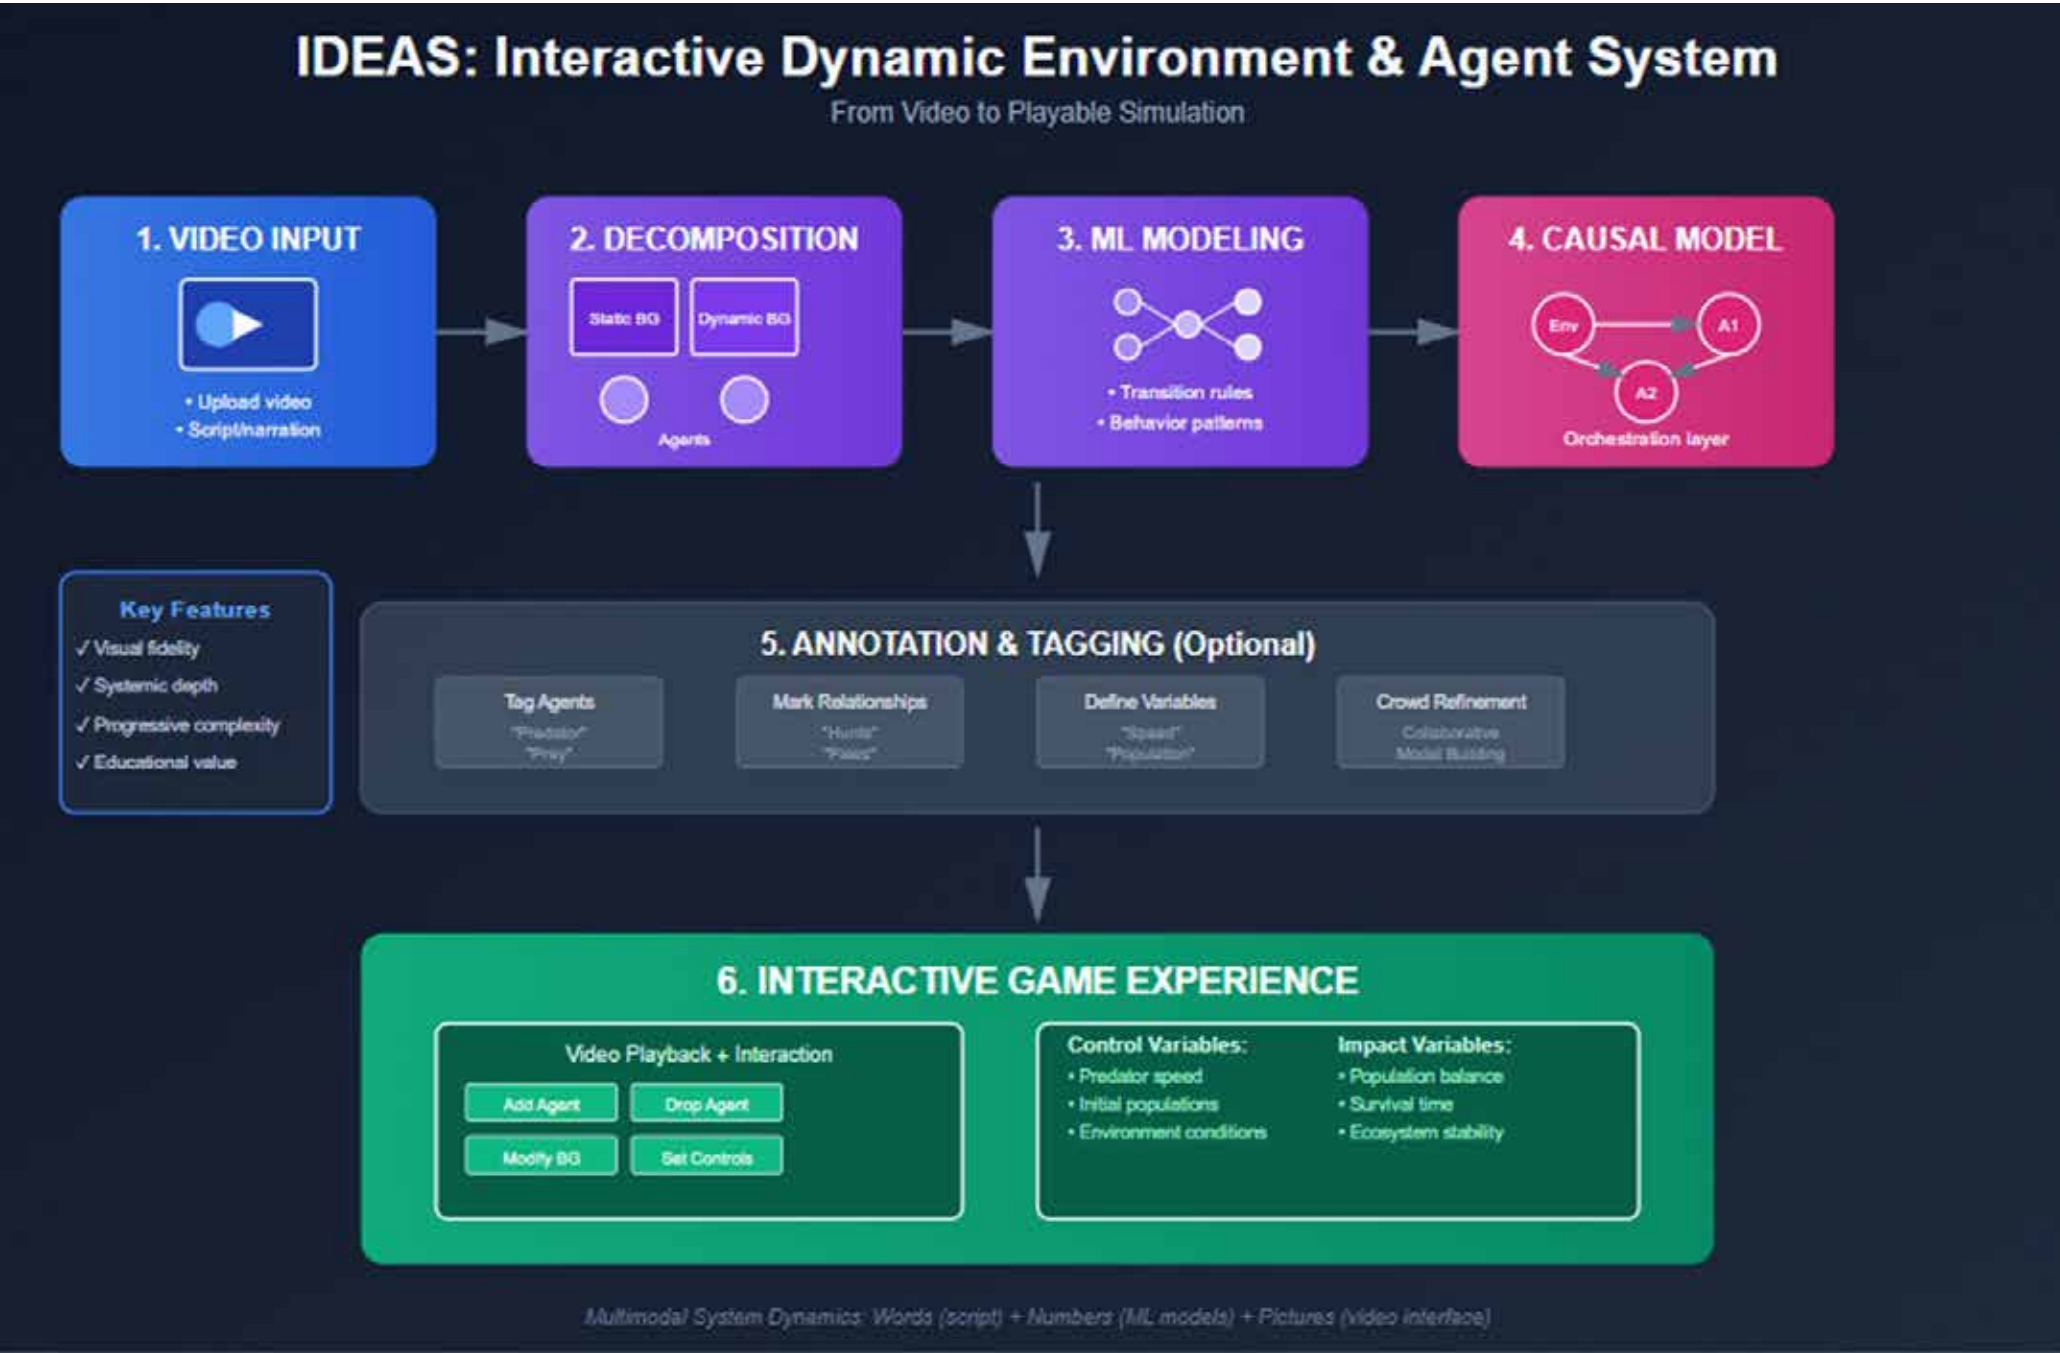 IDEAS: Interactive Dynamic Environment & Agent System
From Video to Playable Simulation
1. VIDEO INPUT
• Upload video
• Script/narration
2. DECOMPOSITION
Static BG
Dynamic BG
Agents
3. ML MODELING
• Transition rules
• Behavior patterns
4. CAUSAL MODEL
Env
A1
A2
Orchestration layer
Key Features
✓ Visual fidelity
✓ Systemic depth
✓ Progressive complexity
✓ Educational value
5. ANNOTATION & TAGGING (Optional)
Tag Agents
"Predator"
"Prey"
Mark Relationships
"Hunts"
Define Variables
"Speed"
"Population"
Crowd Refinement
Collaborative
Model Building
6. INTERACTIVE GAME EXPERIENCE
Video Playback + Interaction
Add Agent
Drop Agent
Modify BG
Set Controls
Control Variables:
• Predator speed
• Initial populations
• Environment conditions
Impact Variables:
• Population balance
• Survival time
• Ecosystem stability
Multimodal System Dynamics: Words (script) + Numbers (ML models) + Pictures (video interface)